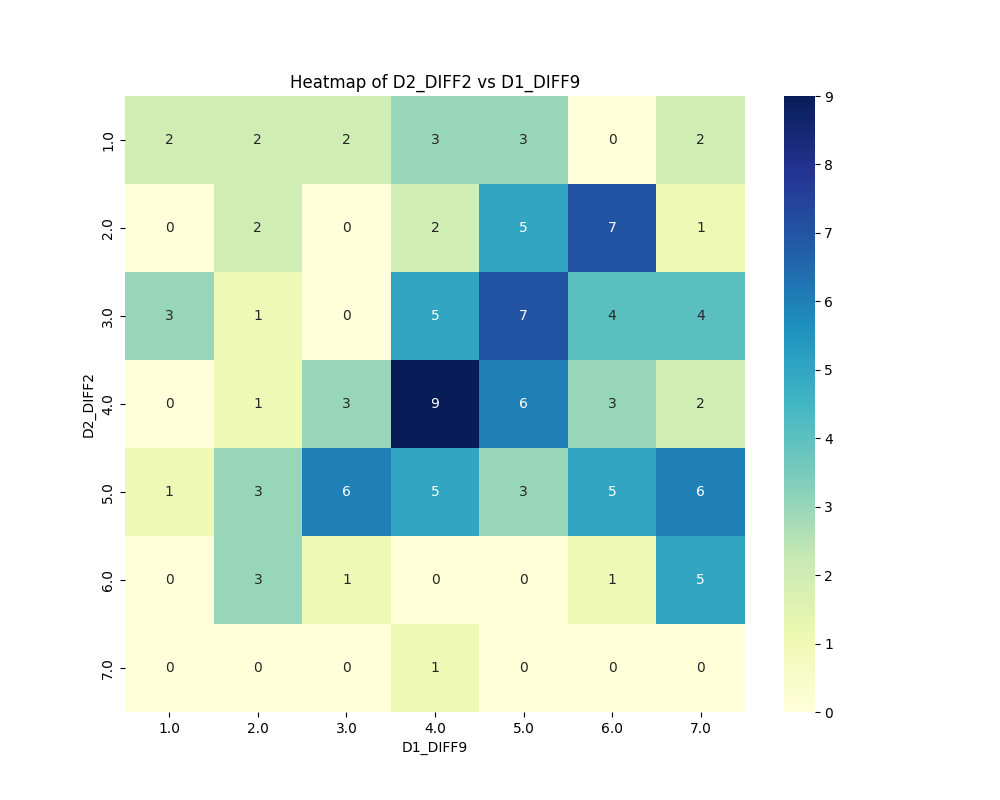 Heatmap of D2_DIFF2 vs D1_DIFF9
D2_DIFF2
1.0 2 2 2 3 3 0 2
2.0 0 2 0 2 5 7 1
3.0 3 1 0 5 7 4 4
4.0 0 1 3 9 6 3 2
5.0 1 3 6 5 3 5 6
6.0 0 3 1 0 0 1 5
7.0 0 0 0 1 0 0 0
1.0 2.0 3.0 4.0 5.0 6.0 7.0
D1_DIFF9
9
8
7
6
5
4
3
2
1
0